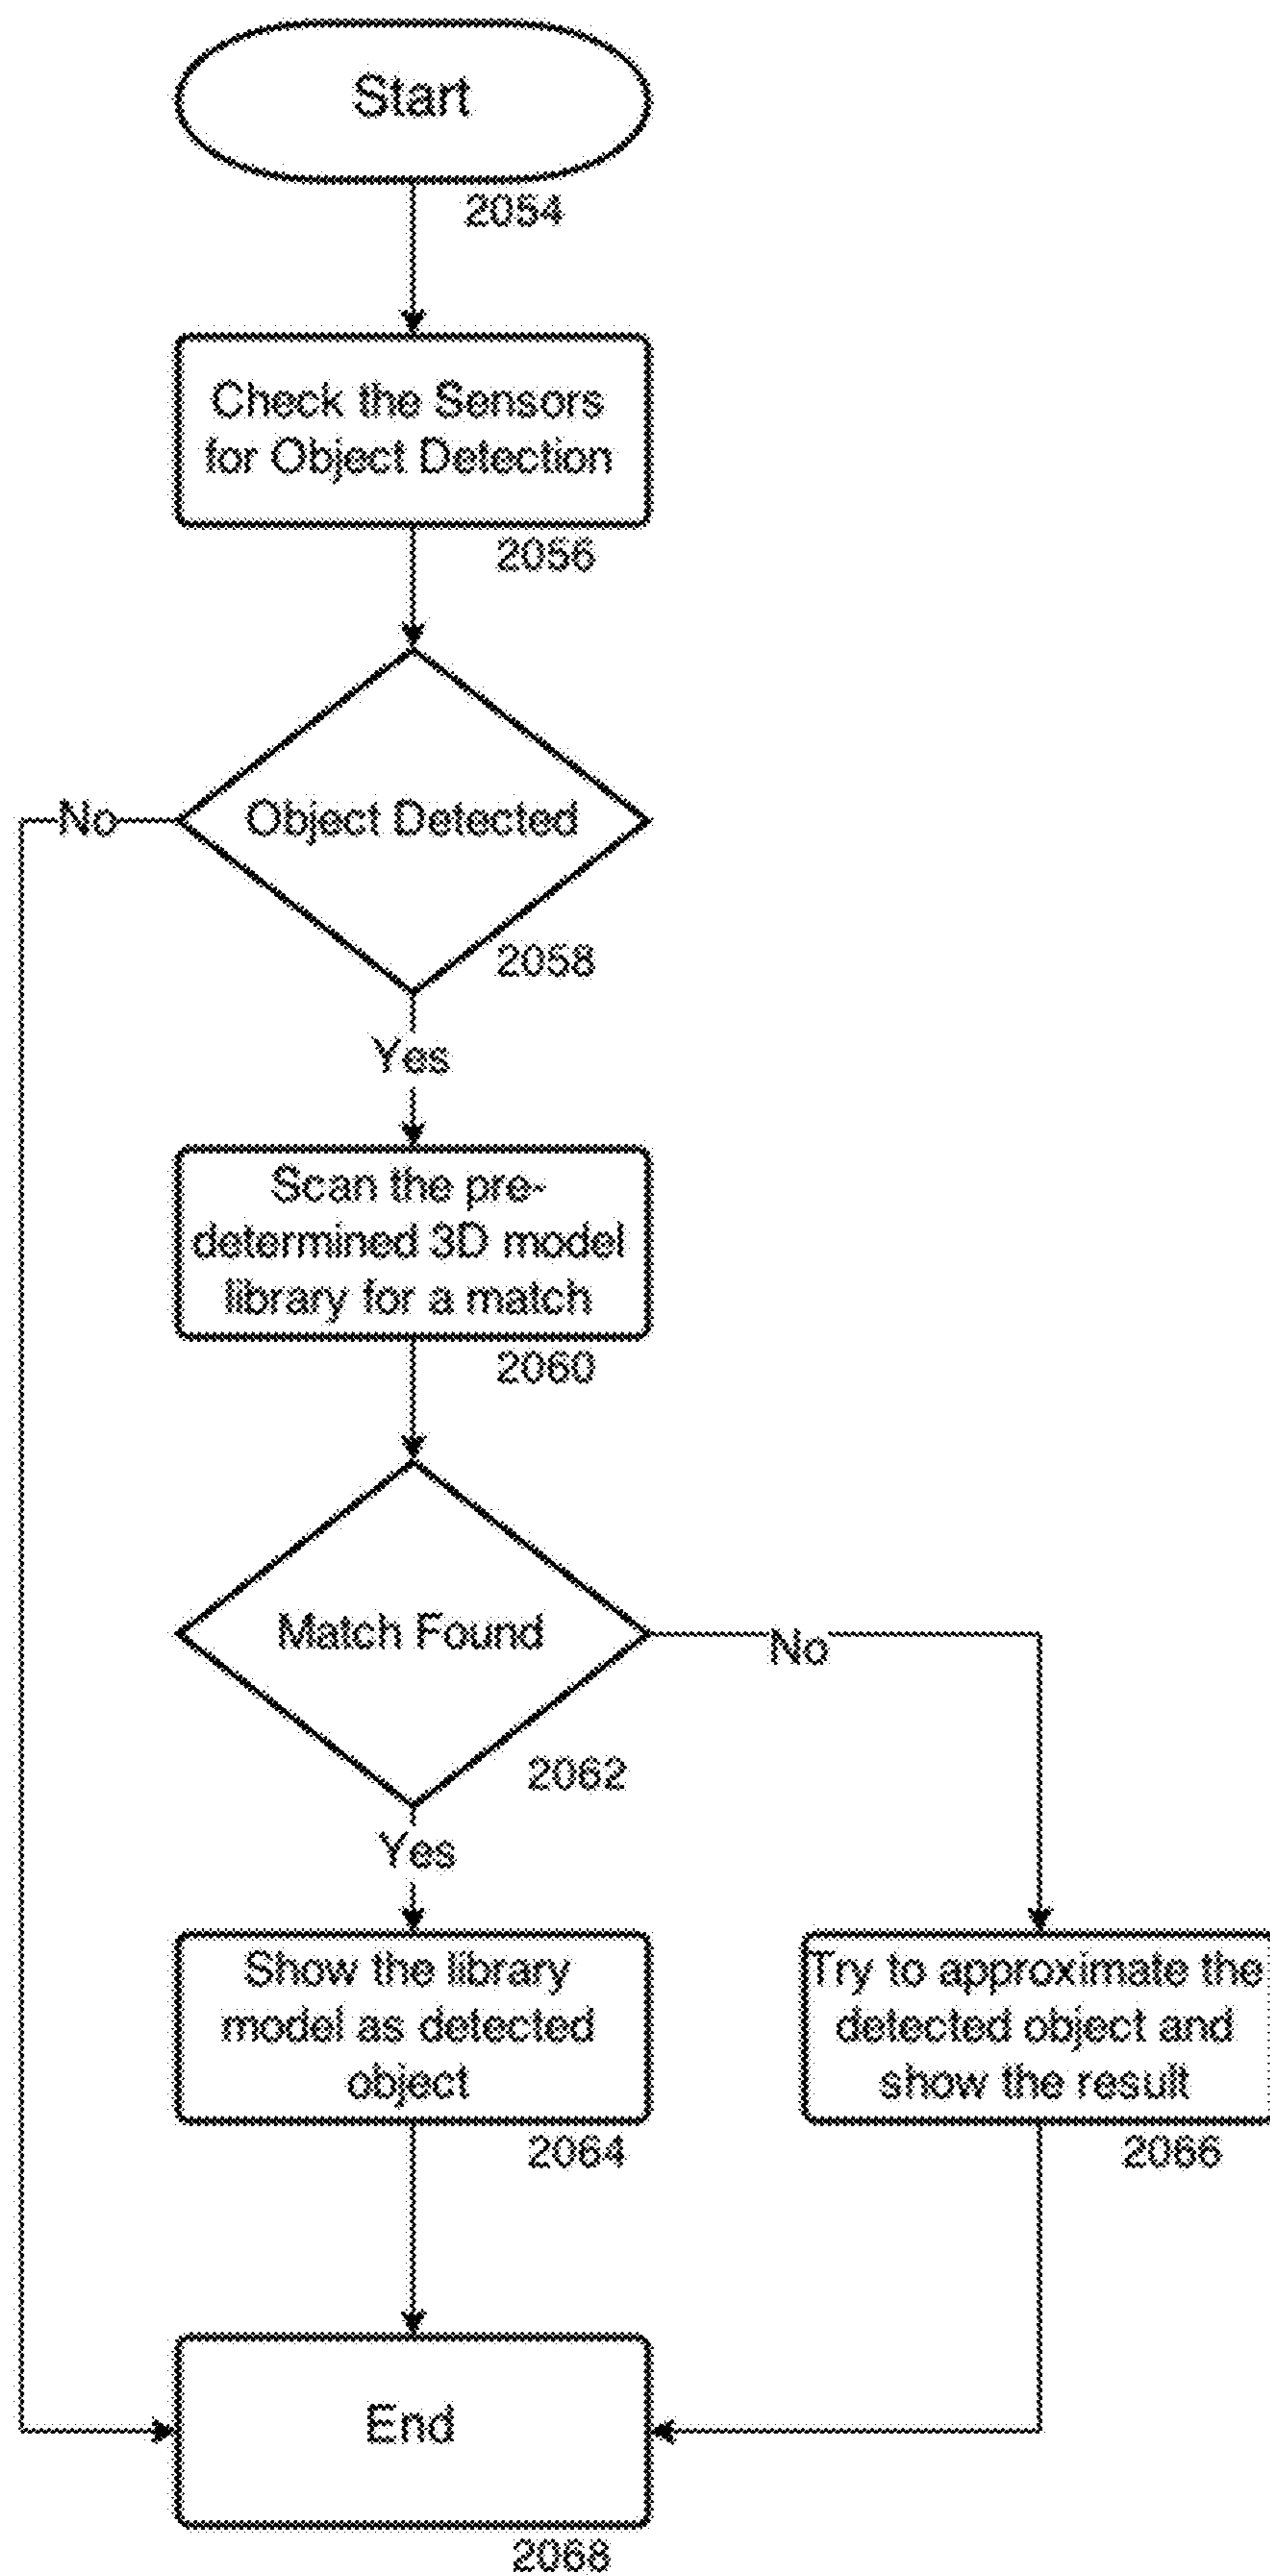 Start
2054
Check the Sensors
for Object Detection
2056
No
Object Detected
2058
Yes
Scan the pre-
determined 3D model
library for a match
2060
Match Found
No
2062
Yes
Show the library
model as detected
object
2064
Try to approximate the
detected object and
show the result
2066
End
2068